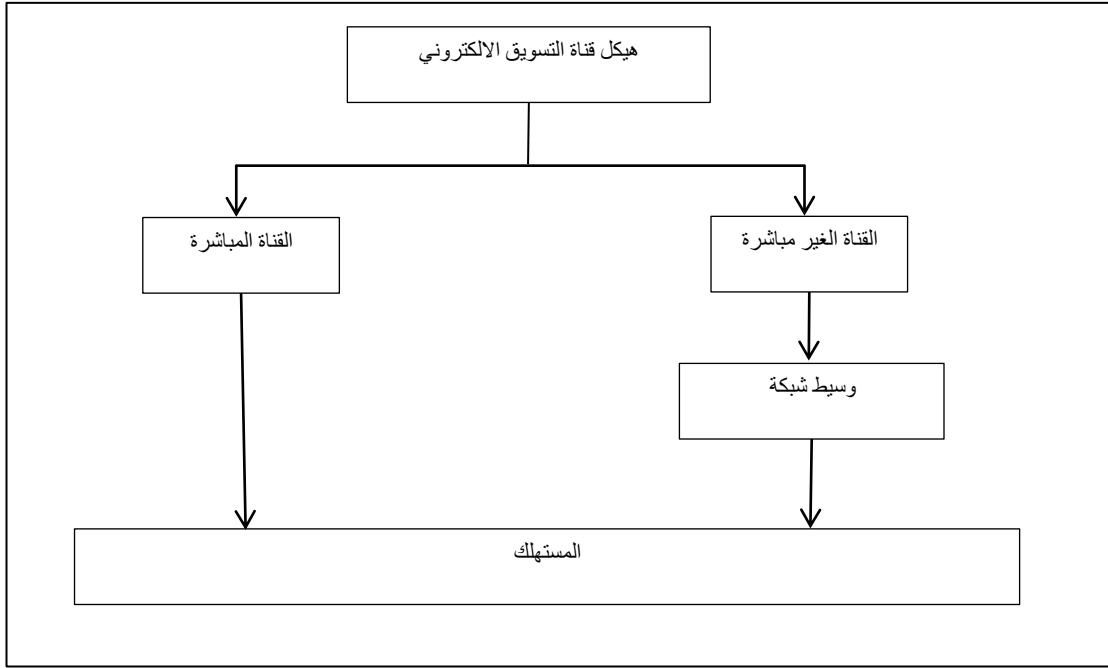 هيكل قناة التسويق الالكتروني
القناة الغير مباشرة
القناة المباشرة
وسيط شبكة
المستهلك